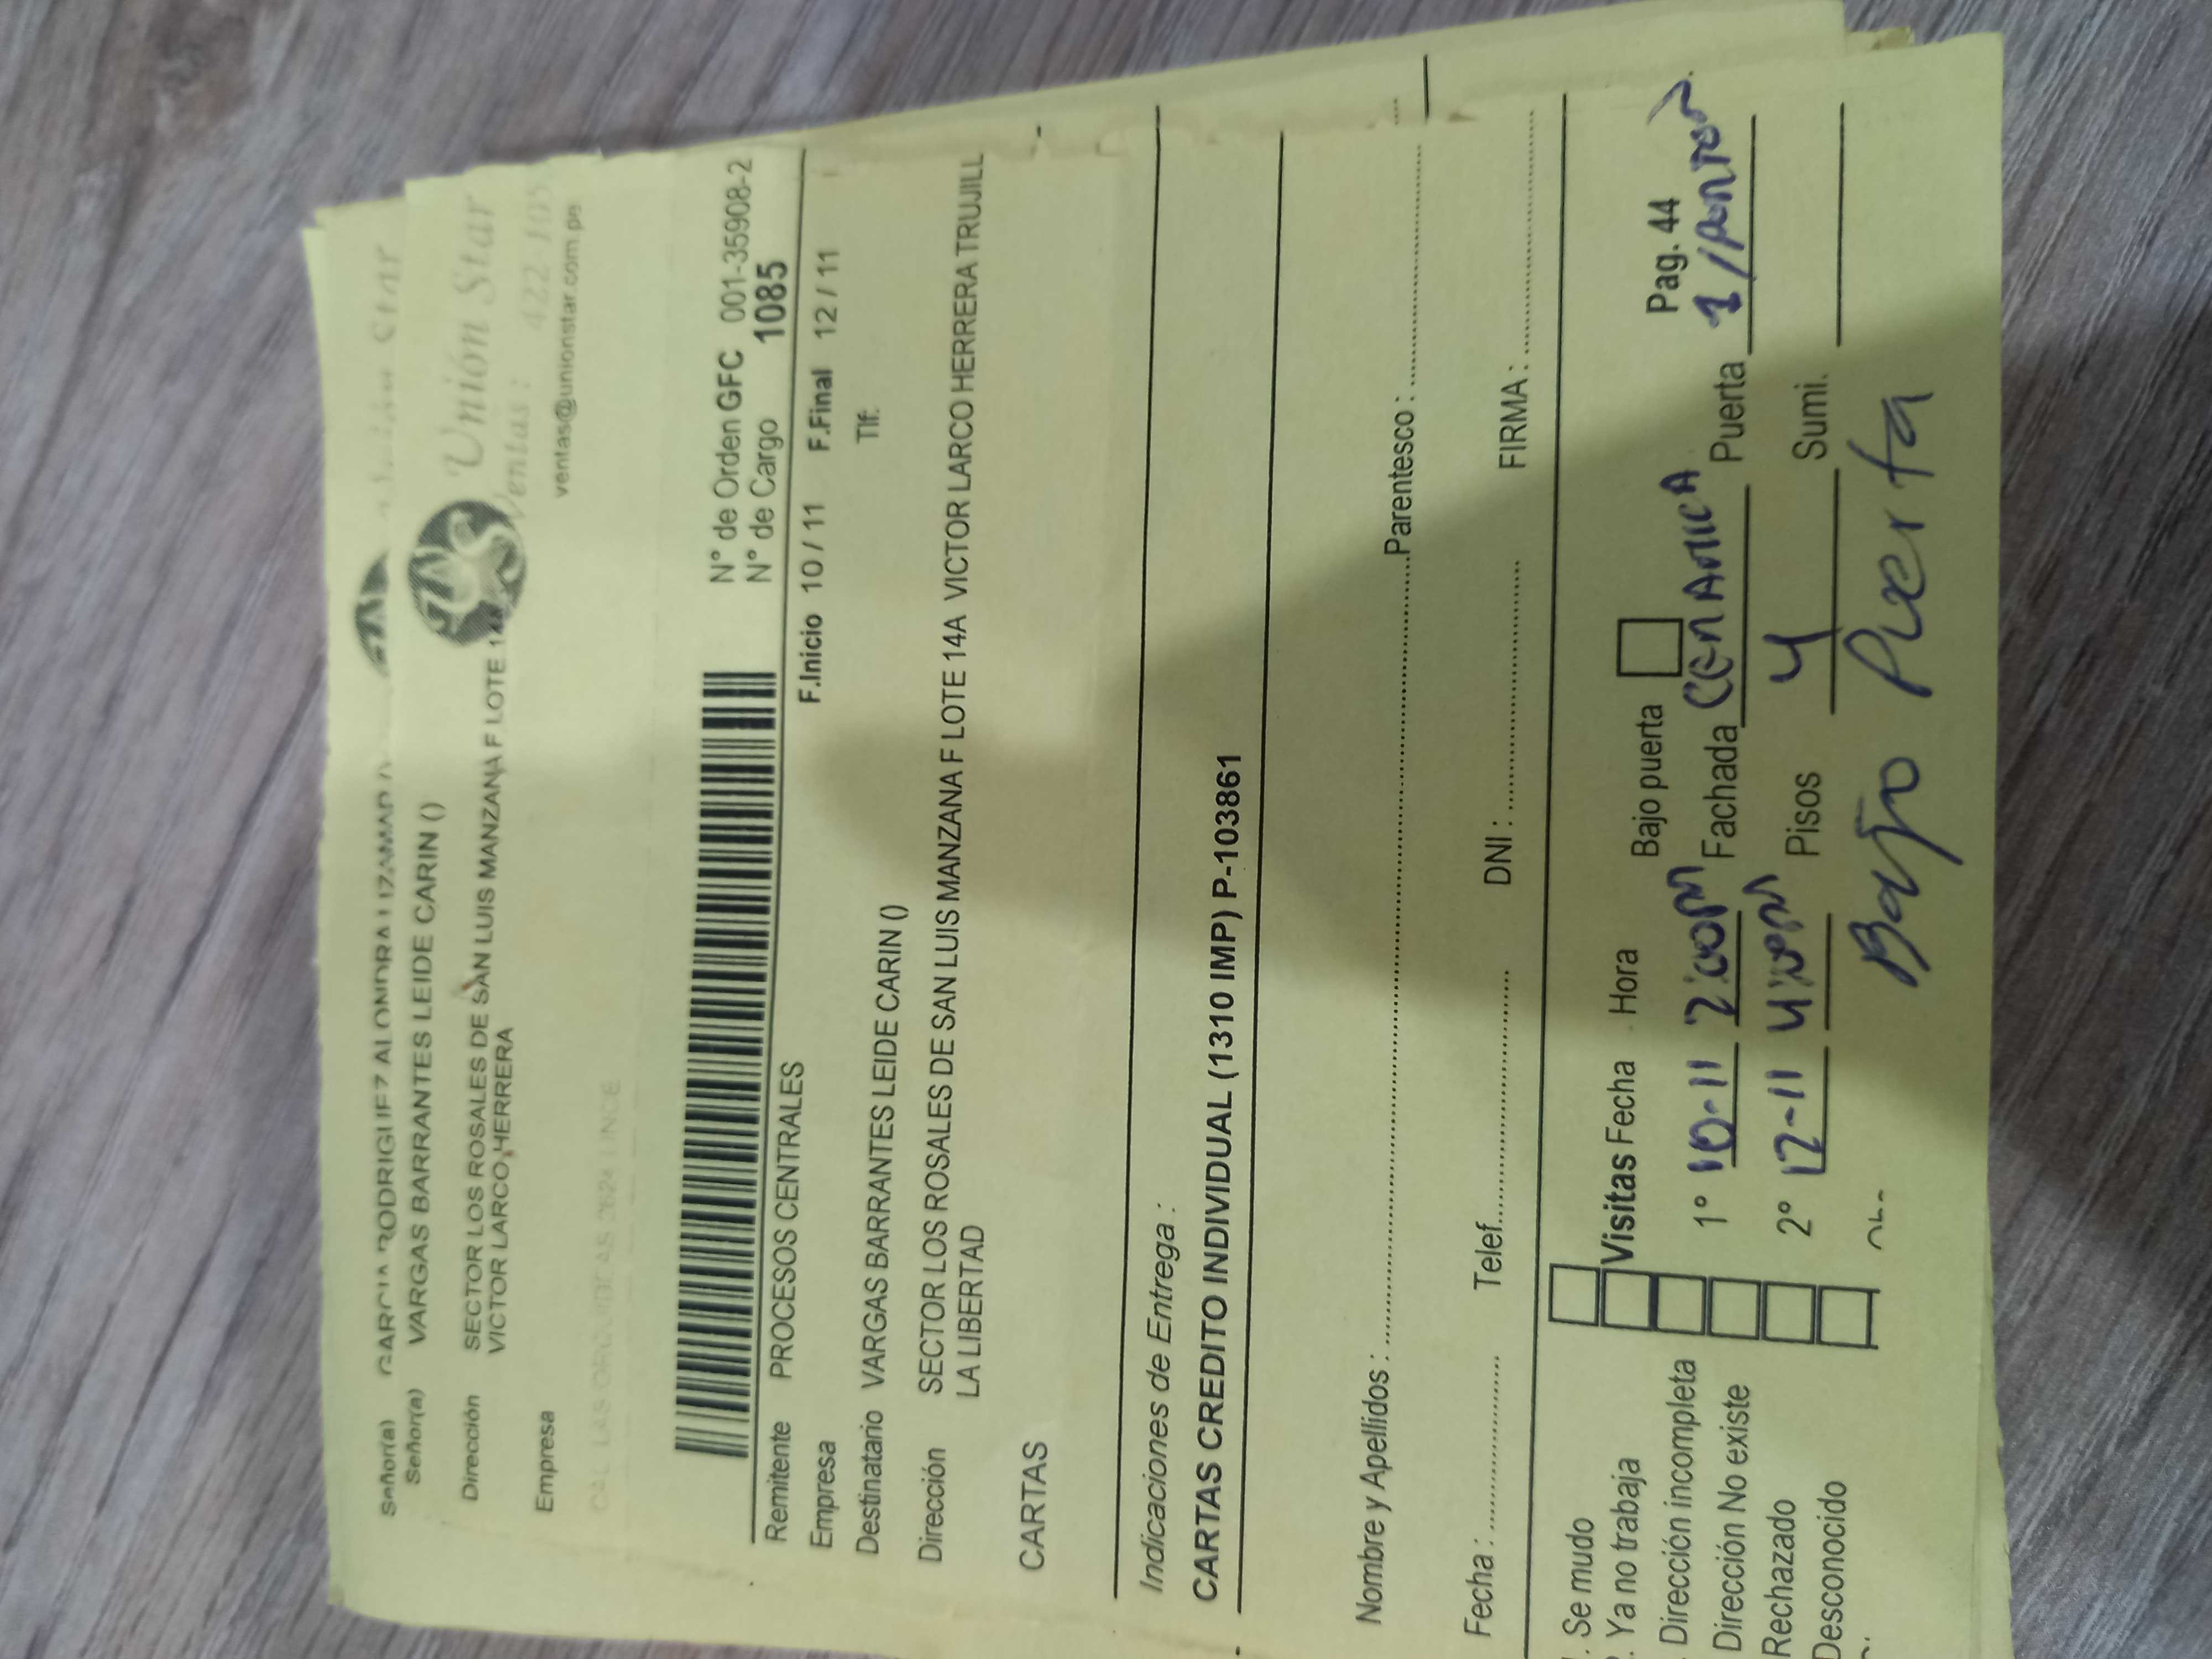 Unión Star
Señor(a)
Señor(a) VARGAS BARRANTES LEIDE CARIN ()
Ventas : 422-105
ventas@unionstar.com.pe
Dirección SECTOR LOS ROSALES DE SAN LUIS MANZANA F LOTE 14A
VICTOR LARCO HERRERA
Empresa
N° de Orden GFC 001-35908-2
N° de Cargo 1085
Remitente PROCESOS CENTRALES F.Inicio 10 / 11 F.Final 12 / 11
Empresa Tlf.
Destinatario VARGAS BARRANTES LEIDE CARIN ()
Dirección SECTOR LOS ROSALES DE SAN LUIS MANZANA F LOTE 14A VICTOR LARCO HERRERA TRUJILL
LA LIBERTAD
CARTAS
Indicaciones de Entrega :
CARTAS CREDITO INDIVIDUAL (1310 IMP) P-103861
Nombre y Apellidos : Parentesco :
Fecha : Telef. DNI : FIRMA :
. Se mudo
. Ya no trabaja
Dirección incompleta
Dirección No existe
Rechazado
Desconocido
Visitas Fecha Hora Bajo puerta Pag. 44
1° 10-11 2:00PM Fachada Puerta 1/
2° 12-11 4:00PM Pisos 4 Sumi.
Bajo Puerta